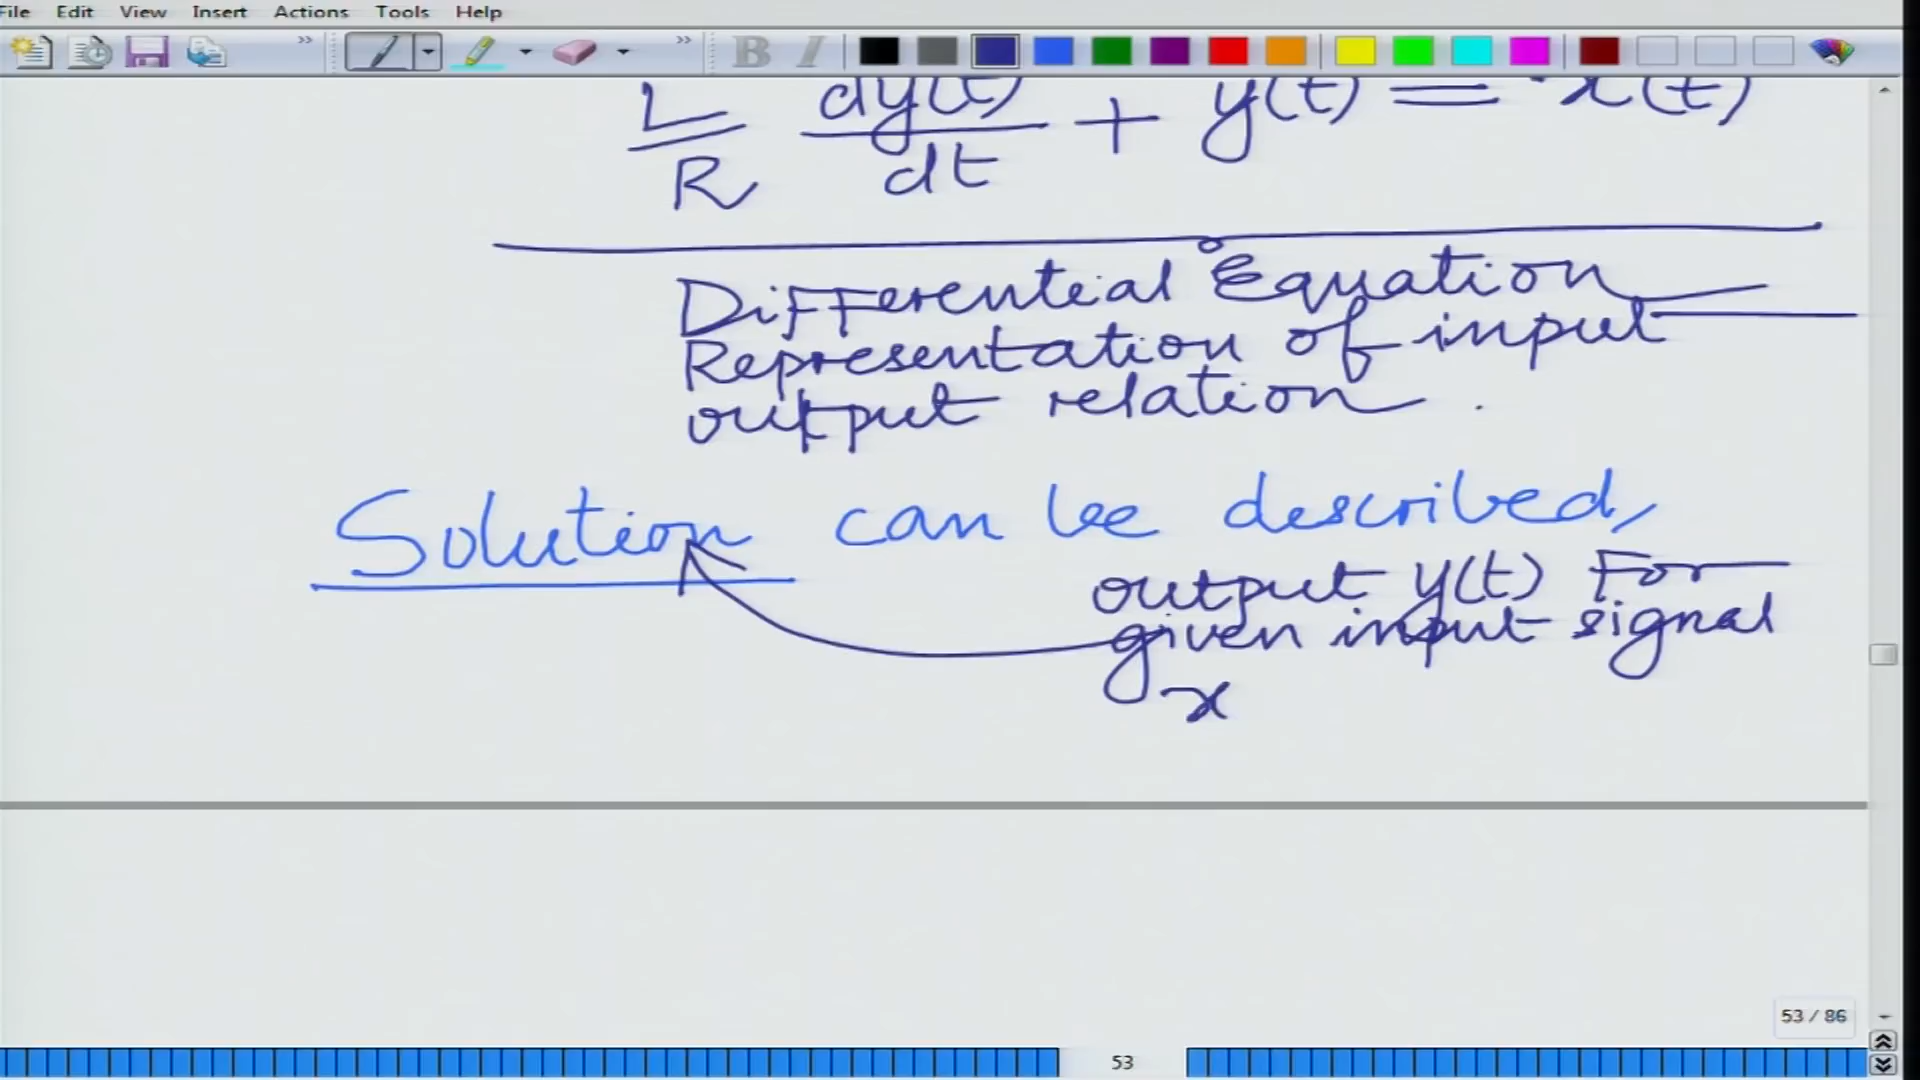 File Edit View Insert Actions Tools Help
B I
L/R dy(t)/dt + y(t) = x(t)
Differential Equation
Representation of input
output relation.
Solution can be described,
output y(t) For
given input signal
x
53 / 86
53